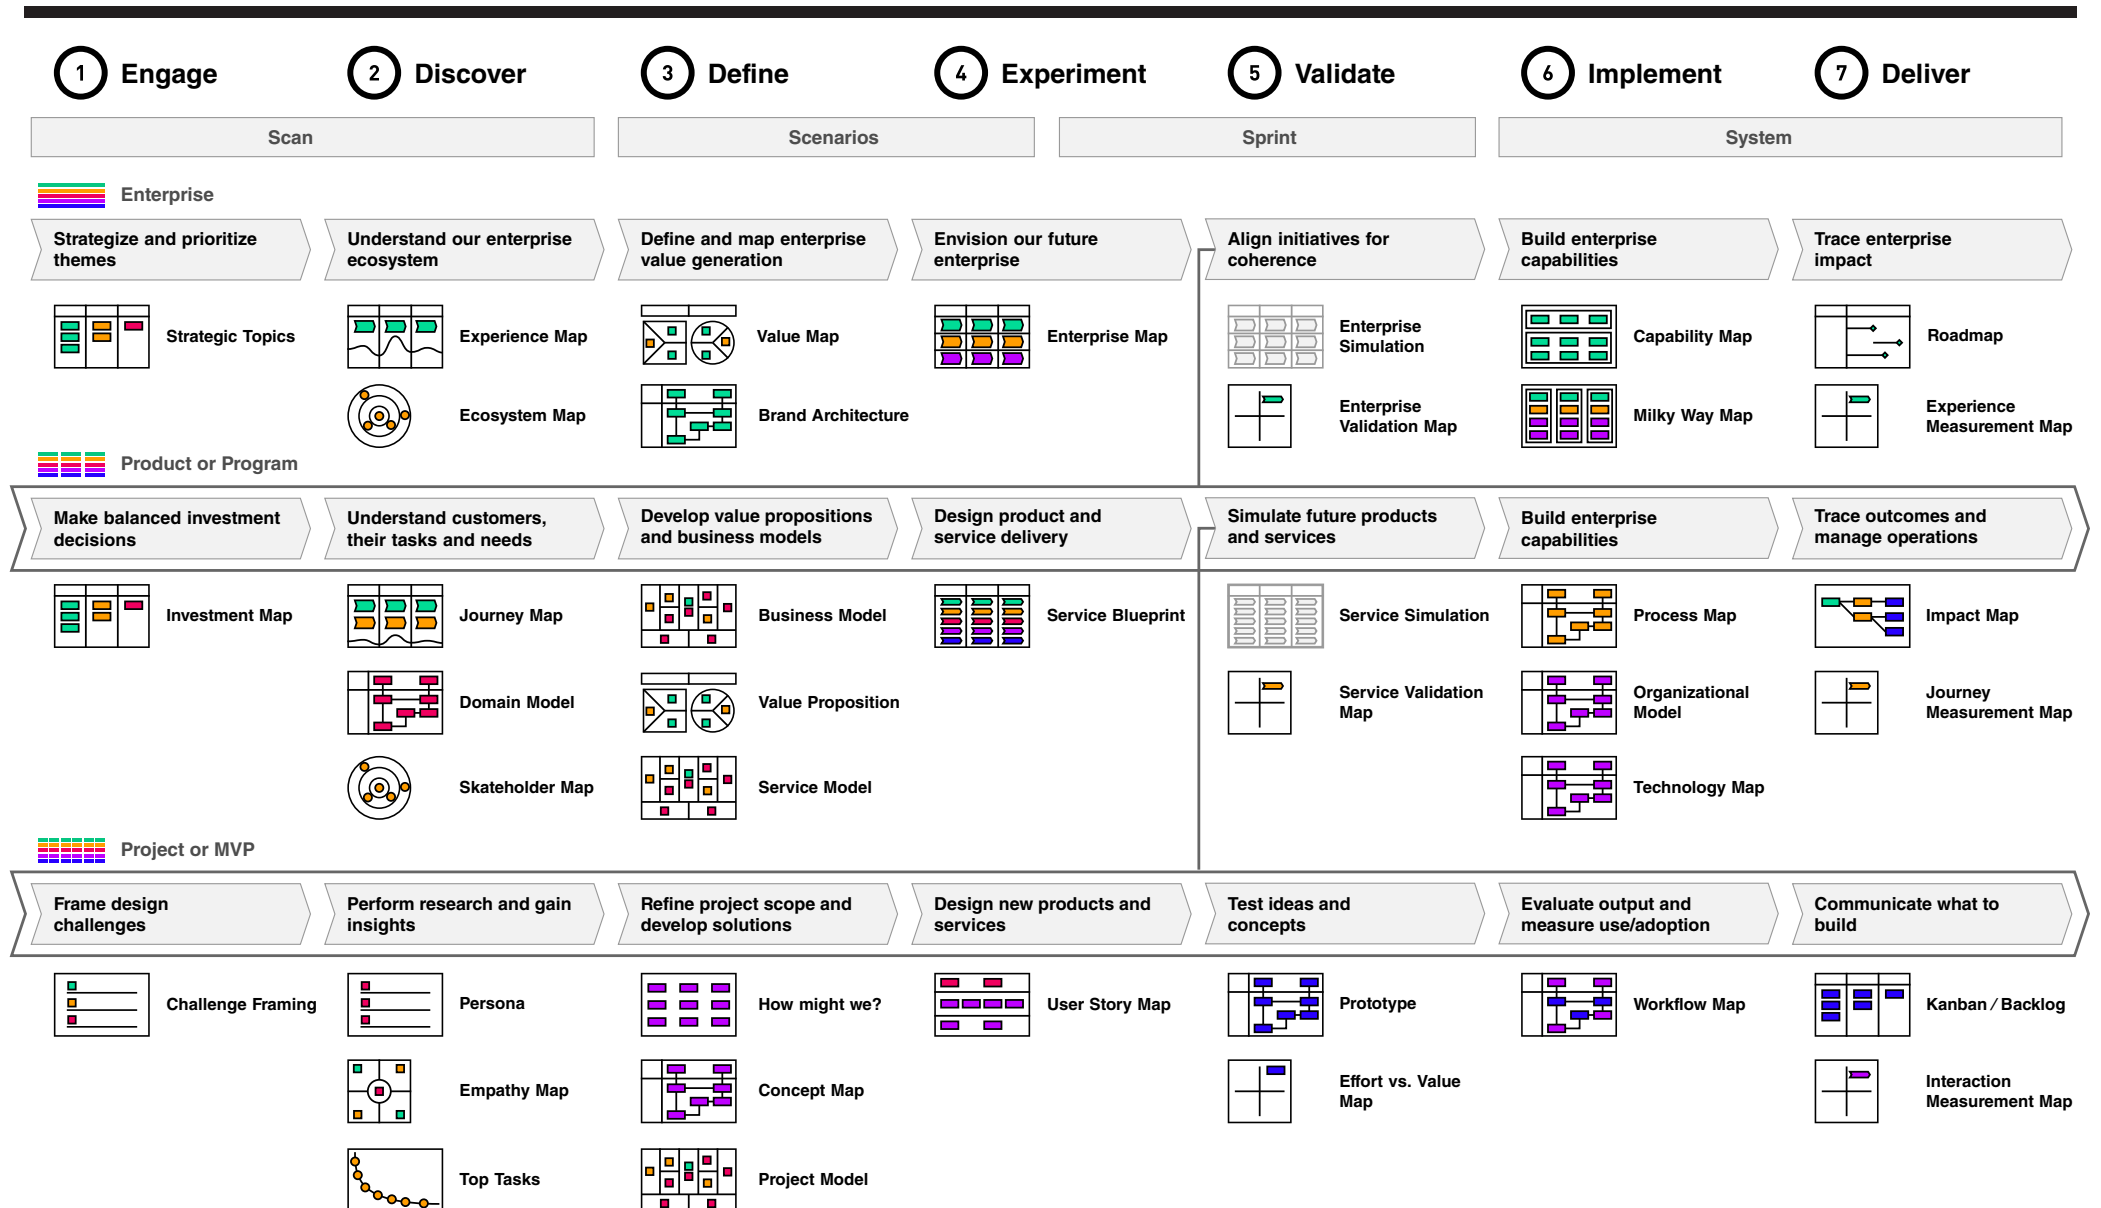 1 Engage
2 Discover
3 Define
4 Experiment
5 Validate
6 Implement
7 Deliver
Scan
Scenarios
Sprint
System
Enterprise
Strategize and prioritize
themes
Understand our enterprise
ecosystem
Define and map enterprise
value generation
Envision our future
enterprise
Align initiatives for
coherence
Build enterprise
capabilities
Trace enterprise
impact
Strategic Topics
Experience Map
Value Map
Enterprise Map
Enterprise
Simulation
Capability Map
Roadmap
Ecosystem Map
Brand Architecture
Enterprise
Validation Map
Milky Way Map
Experience
Measurement Map
Product or Program
Make balanced investment
decisions
Understand customers,
their tasks and needs
Develop value propositions
and business models
Design product and
service delivery
Simulate future products
and services
Build enterprise
capabilities
Trace outcomes and
manage operations
Investment Map
Journey Map
Business Model
Service Blueprint
Service Simulation
Process Map
Impact Map
Domain Model
Value Proposition
Service Validation
Map
Organizational
Model
Journey
Measurement Map
Skateholder Map
Service Model
Technology Map
Project or MVP
Frame design
challenges
Perform research and gain
insights
Refine project scope and
develop solutions
Design new products and
services
Test ideas and
concepts
Evaluate output and
measure use/adoption
Communicate what to
build
Challenge Framing
Persona
How might we?
User Story Map
Prototype
Workflow Map
Kanban / Backlog
Empathy Map
Concept Map
Effort vs. Value
Map
Interaction
Measurement Map
Top Tasks
Project Model